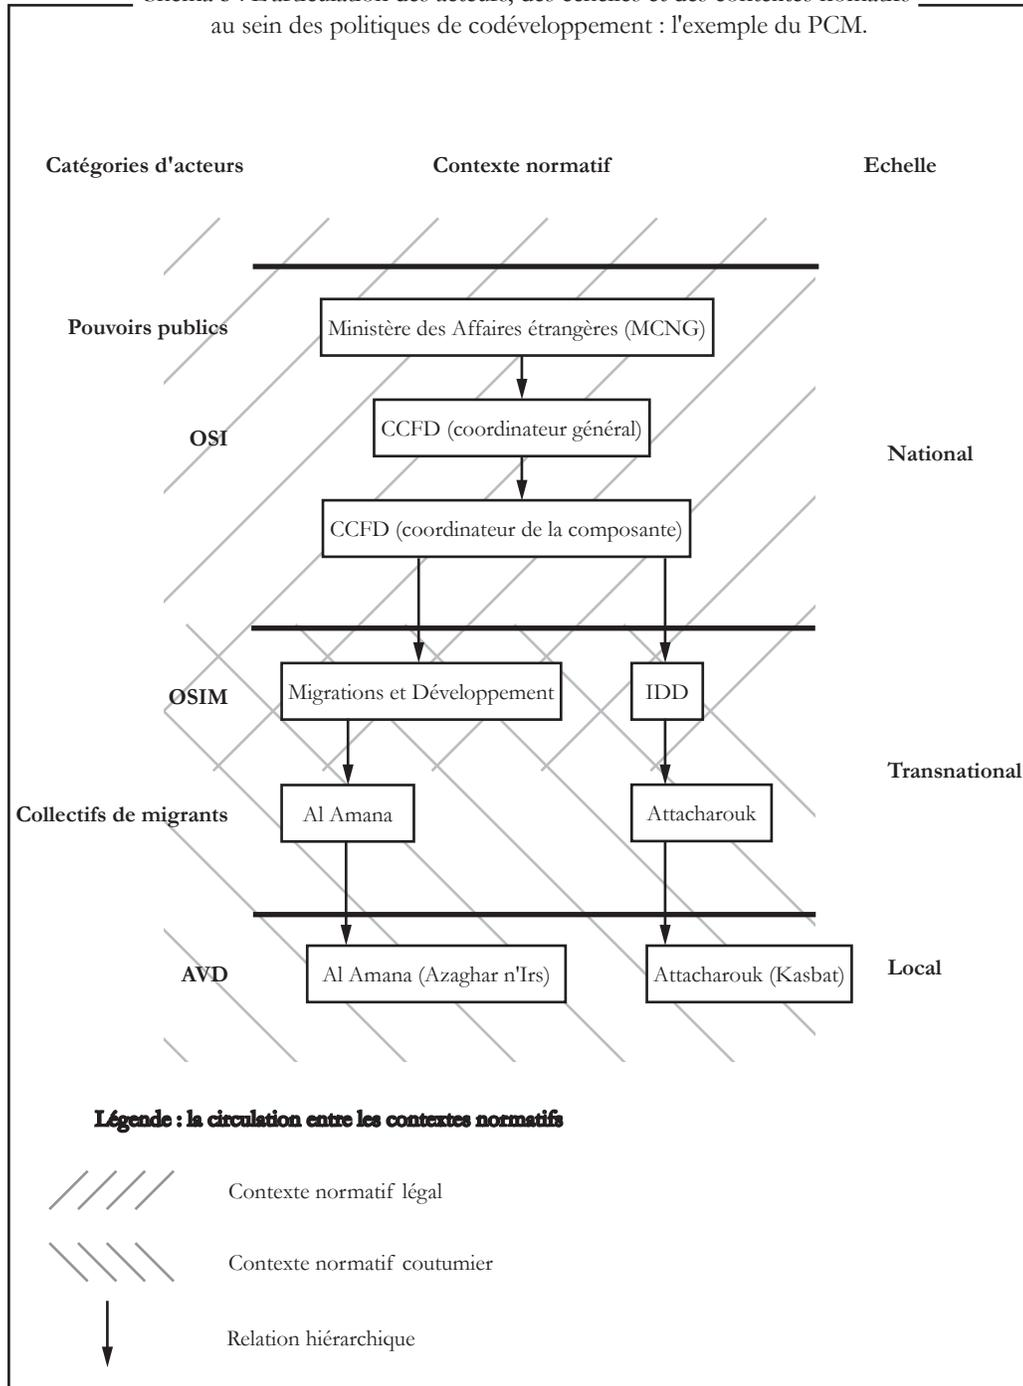 au sein des politiques de codéveloppement : l'exemple du PCM.
Catégories d'acteurs Contexte normatif Echelle
Pouvoirs publics Ministère des Affaires étrangères (MCNG)
OSI CCFD (coordinateur général)
National
CCFD (coordinateur de la composante)
OSIM Migrations et Développement IDD
Transnational
Collectifs de migrants Al Amana Attacharouk
AVD Al Amana (Azaghar n'Irs) Attacharouk (Kasbat) Local
Légende : la circulation entre les contextes normatifs
Contexte normatif légal
Contexte normatif coutumier
Relation hiérarchique